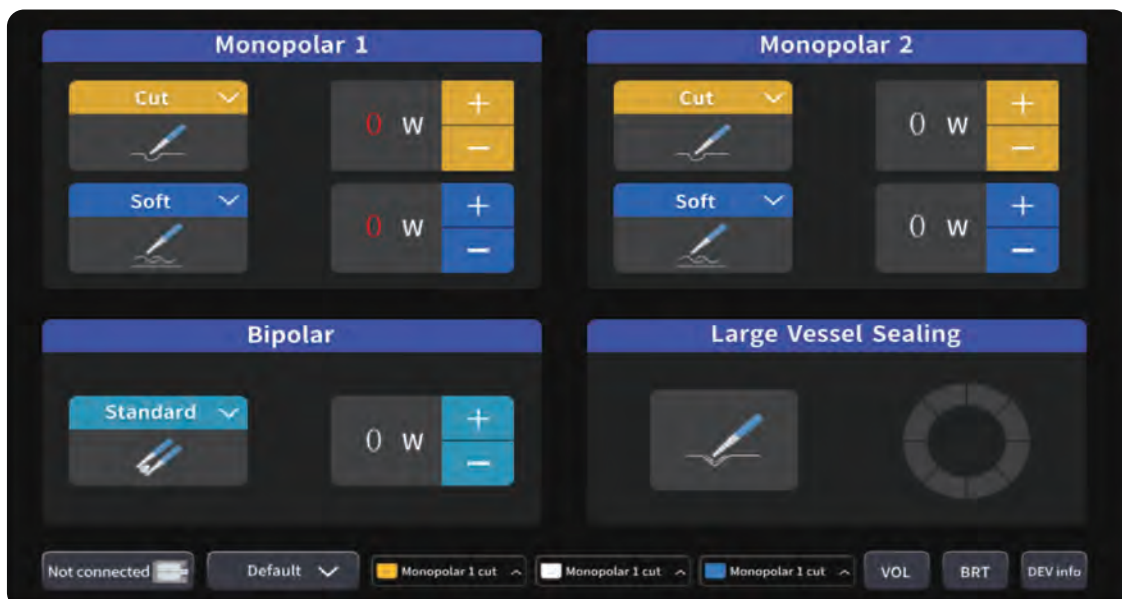 Monopolar 1
Cut
0 W
+
−
Soft
0 W
+
−
Monopolar 2
Cut
0 W
+
−
Soft
0 W
+
−
Bipolar
Standard
0 W
+
−
Large Vessel Sealing
Not connected
Default
Monopolar 1 cut
Monopolar 1 cut
Monopolar 1 cut
VOL
BRT
DEV info